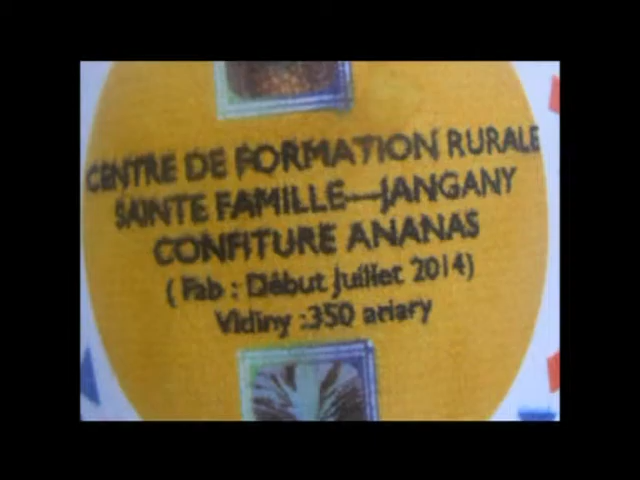 CENTRE DE FORMATION RURALE
SAINTE FAMILLE—JANGANY
CONFITURE ANANAS
( Fab : Début Juillet 2014)
Vidiny :350 ariary